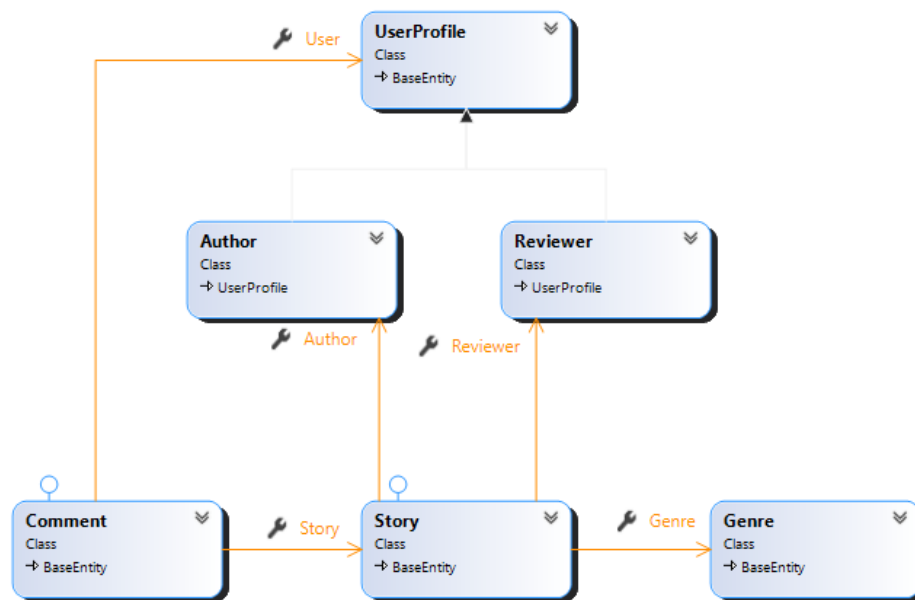 User
UserProfile
Class
BaseEntity
Author
Class
UserProfile
Reviewer
Class
UserProfile
Author
Reviewer
Comment
Class
BaseEntity
Story
Story
Class
BaseEntity
Genre
Genre
Class
BaseEntity